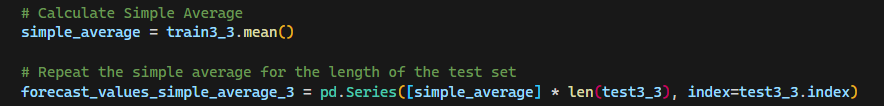 # Calculate Simple Average
simple_average = train3_3.mean()
# Repeat the simple average for the length of the test set
forecast_values_simple_average_3 = pd.Series([simple_average] * len(test3_3), index=test3_3.index)